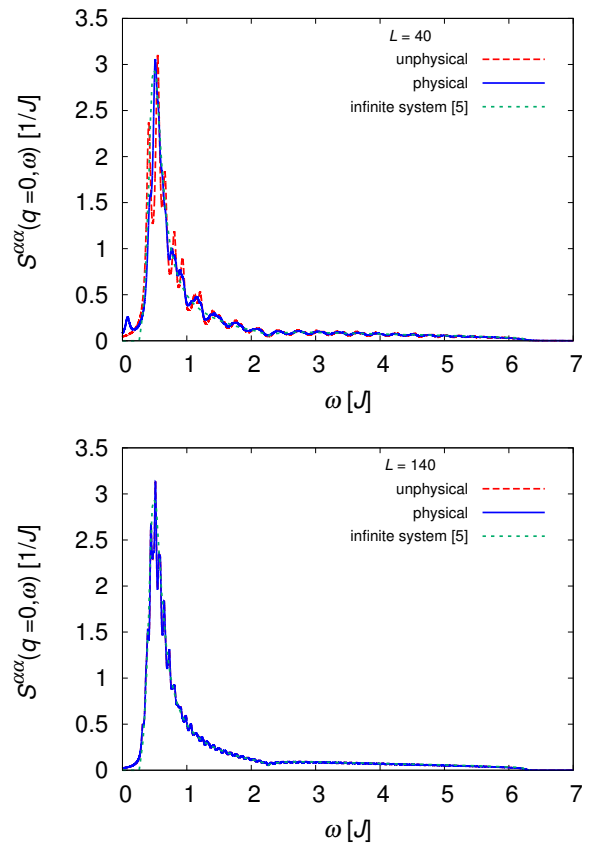 L = 40
unphysical
physical
infinite system [5]
3.5
3
2.5
2
1.5
1
0.5
0
S^αα(q =0,ω) [1/J]
0 1 2 3 4 5 6 7
ω [J]
L = 140
unphysical
physical
infinite system [5]
3.5
3
2.5
2
1.5
1
0.5
0
S^αα(q =0,ω) [1/J]
0 1 2 3 4 5 6 7
ω [J]